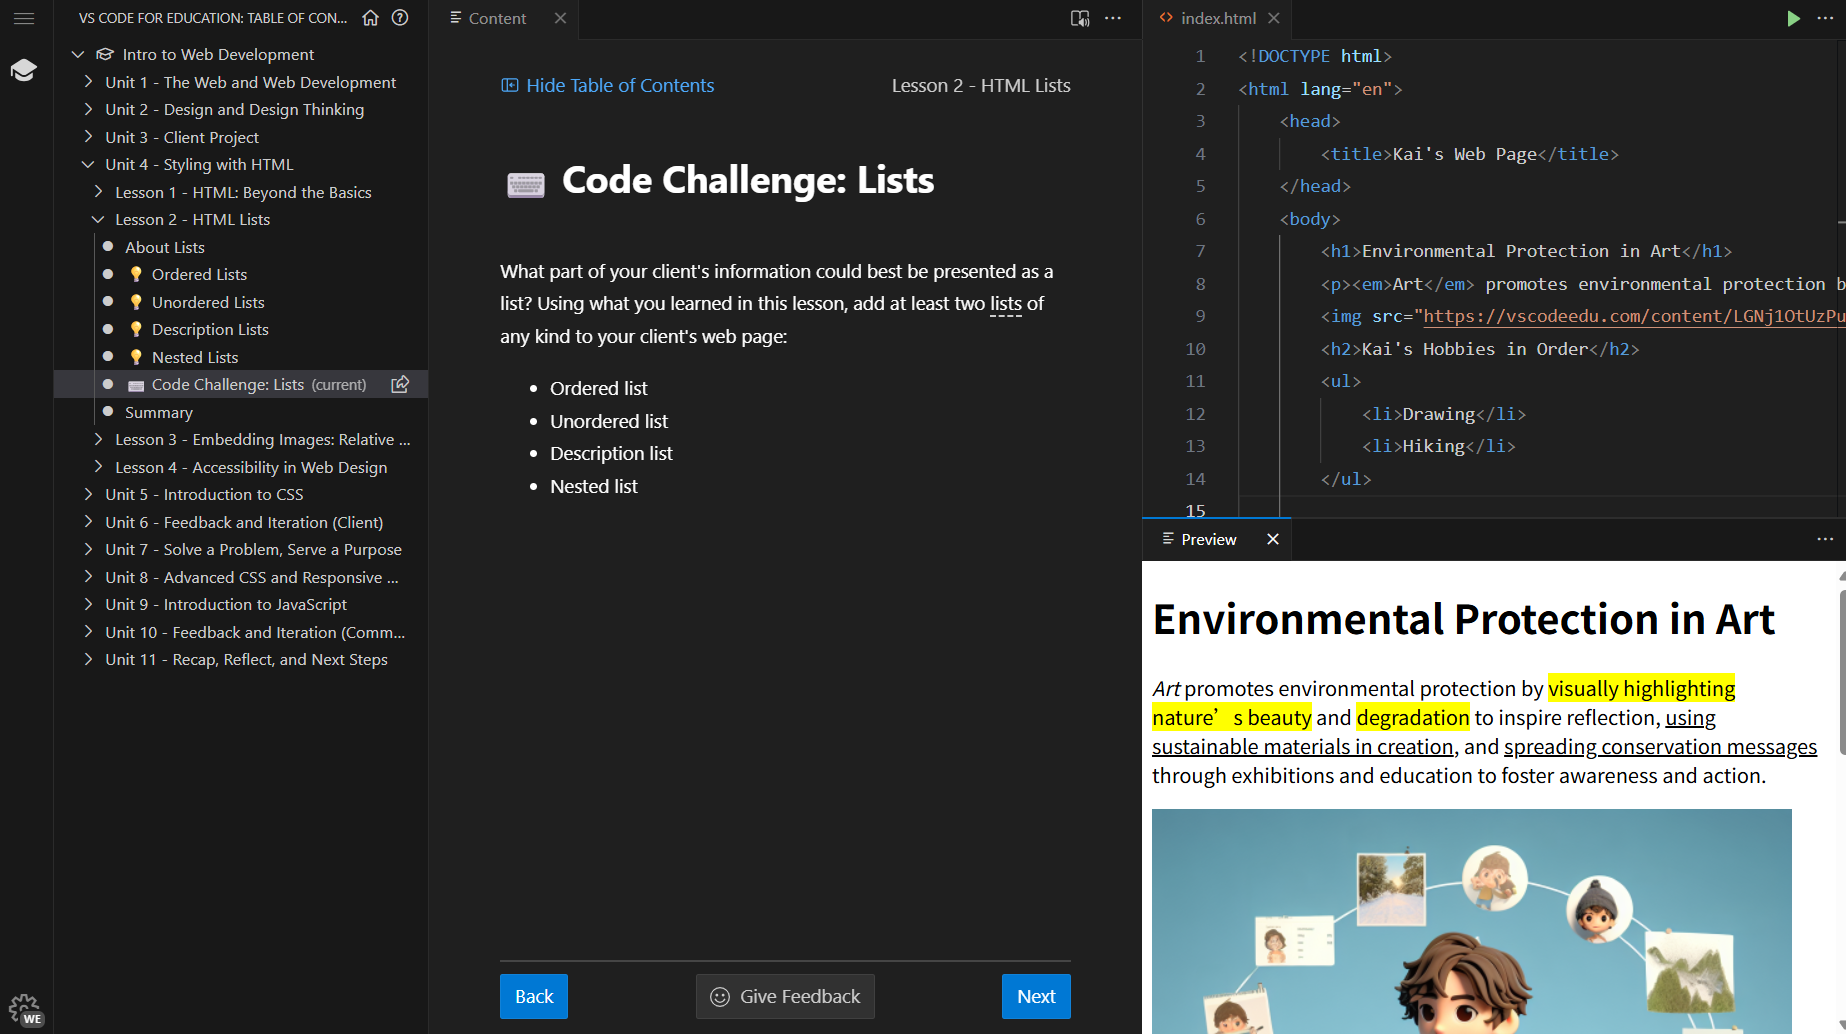 VS CODE FOR EDUCATION: TABLE OF CON...
Intro to Web Development
Unit 1 - The Web and Web Development
Unit 2 - Design and Design Thinking
Unit 3 - Client Project
Unit 4 - Styling with HTML
Lesson 1 - HTML: Beyond the Basics
Lesson 2 - HTML Lists
About Lists
Ordered Lists
Unordered Lists
Description Lists
Nested Lists
Code Challenge: Lists (current)
Summary
Lesson 3 - Embedding Images: Relative ...
Lesson 4 - Accessibility in Web Design
Unit 5 - Introduction to CSS
Unit 6 - Feedback and Iteration (Client)
Unit 7 - Solve a Problem, Serve a Purpose
Unit 8 - Advanced CSS and Responsive ...
Unit 9 - Introduction to JavaScript
Unit 10 - Feedback and Iteration (Comm...
Unit 11 - Recap, Reflect, and Next Steps
WE
Content
Hide Table of Contents
Lesson 2 - HTML Lists
Code Challenge: Lists
What part of your client's information could best be presented as a
list? Using what you learned in this lesson, add at least two lists of
any kind to your client's web page:
• Ordered list
• Unordered list
• Description list
• Nested list
Back
Give Feedback
Next
index.html
1 <!DOCTYPE html>
2 <html lang="en">
3 <head>
4 <title>Kai's Web Page</title>
5 </head>
6 <body>
7 <h1>Environmental Protection in Art</h1>
8 <p><em>Art</em> promotes environmental protection b
9 <img src="https://vscodeedu.com/content/LGNj1OtUzPu
10 <h2>Kai's Hobbies in Order</h2>
11 <ul>
12 <li>Drawing</li>
13 <li>Hiking</li>
14 </ul>
15
Preview
Environmental Protection in Art
Art promotes environmental protection by visually highlighting
nature’s beauty and degradation to inspire reflection, using
sustainable materials in creation, and spreading conservation messages
through exhibitions and education to foster awareness and action.